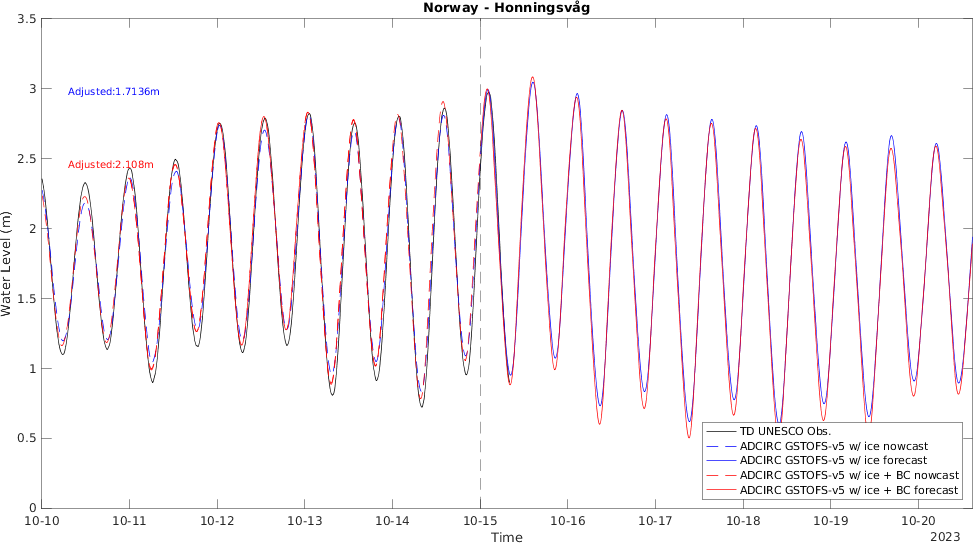 Norway - Honningsvåg
3.5
3
2.5
2
1.5
1
0.5
0
Water Level (m)
Adjusted:1.7136m
Adjusted:2.108m
TD UNESCO Obs.
ADCIRC GSTOFS-v5 w/ ice nowcast
ADCIRC GSTOFS-v5 w/ ice forecast
ADCIRC GSTOFS-v5 w/ ice + BC nowcast
ADCIRC GSTOFS-v5 w/ ice + BC forecast
10-10 10-11 10-12 10-13 10-14 10-15 10-16 10-17 10-18 10-19 10-20
Time
2023